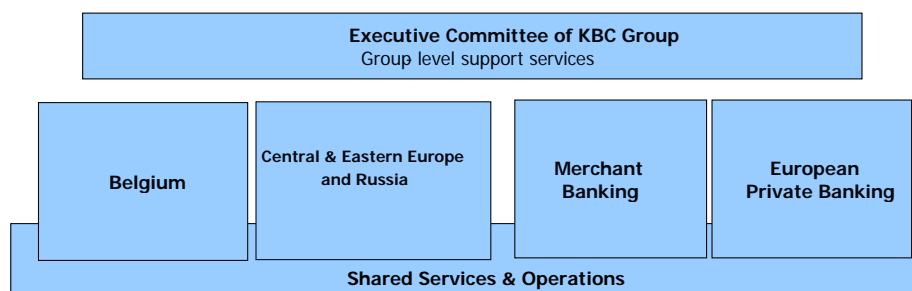 Executive Committee of KBC Group
Group level support services
Belgium
Central & Eastern Europe
and Russia
Merchant
Banking
European
Private Banking
Shared Services & Operations